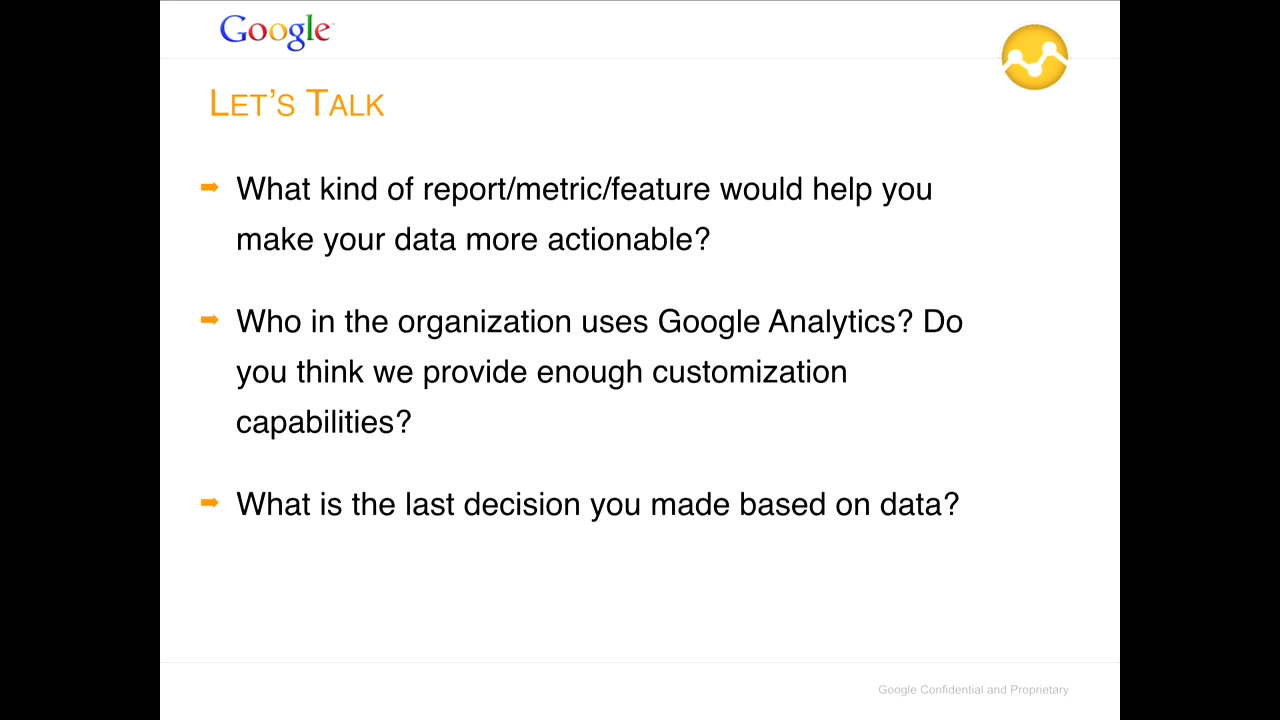 Google
LET'S TALK
➡ What kind of report/metric/feature would help you
make your data more actionable?
➡ Who in the organization uses Google Analytics? Do
you think we provide enough customization
capabilities?
➡ What is the last decision you made based on data?
Google Confidential and Proprietary